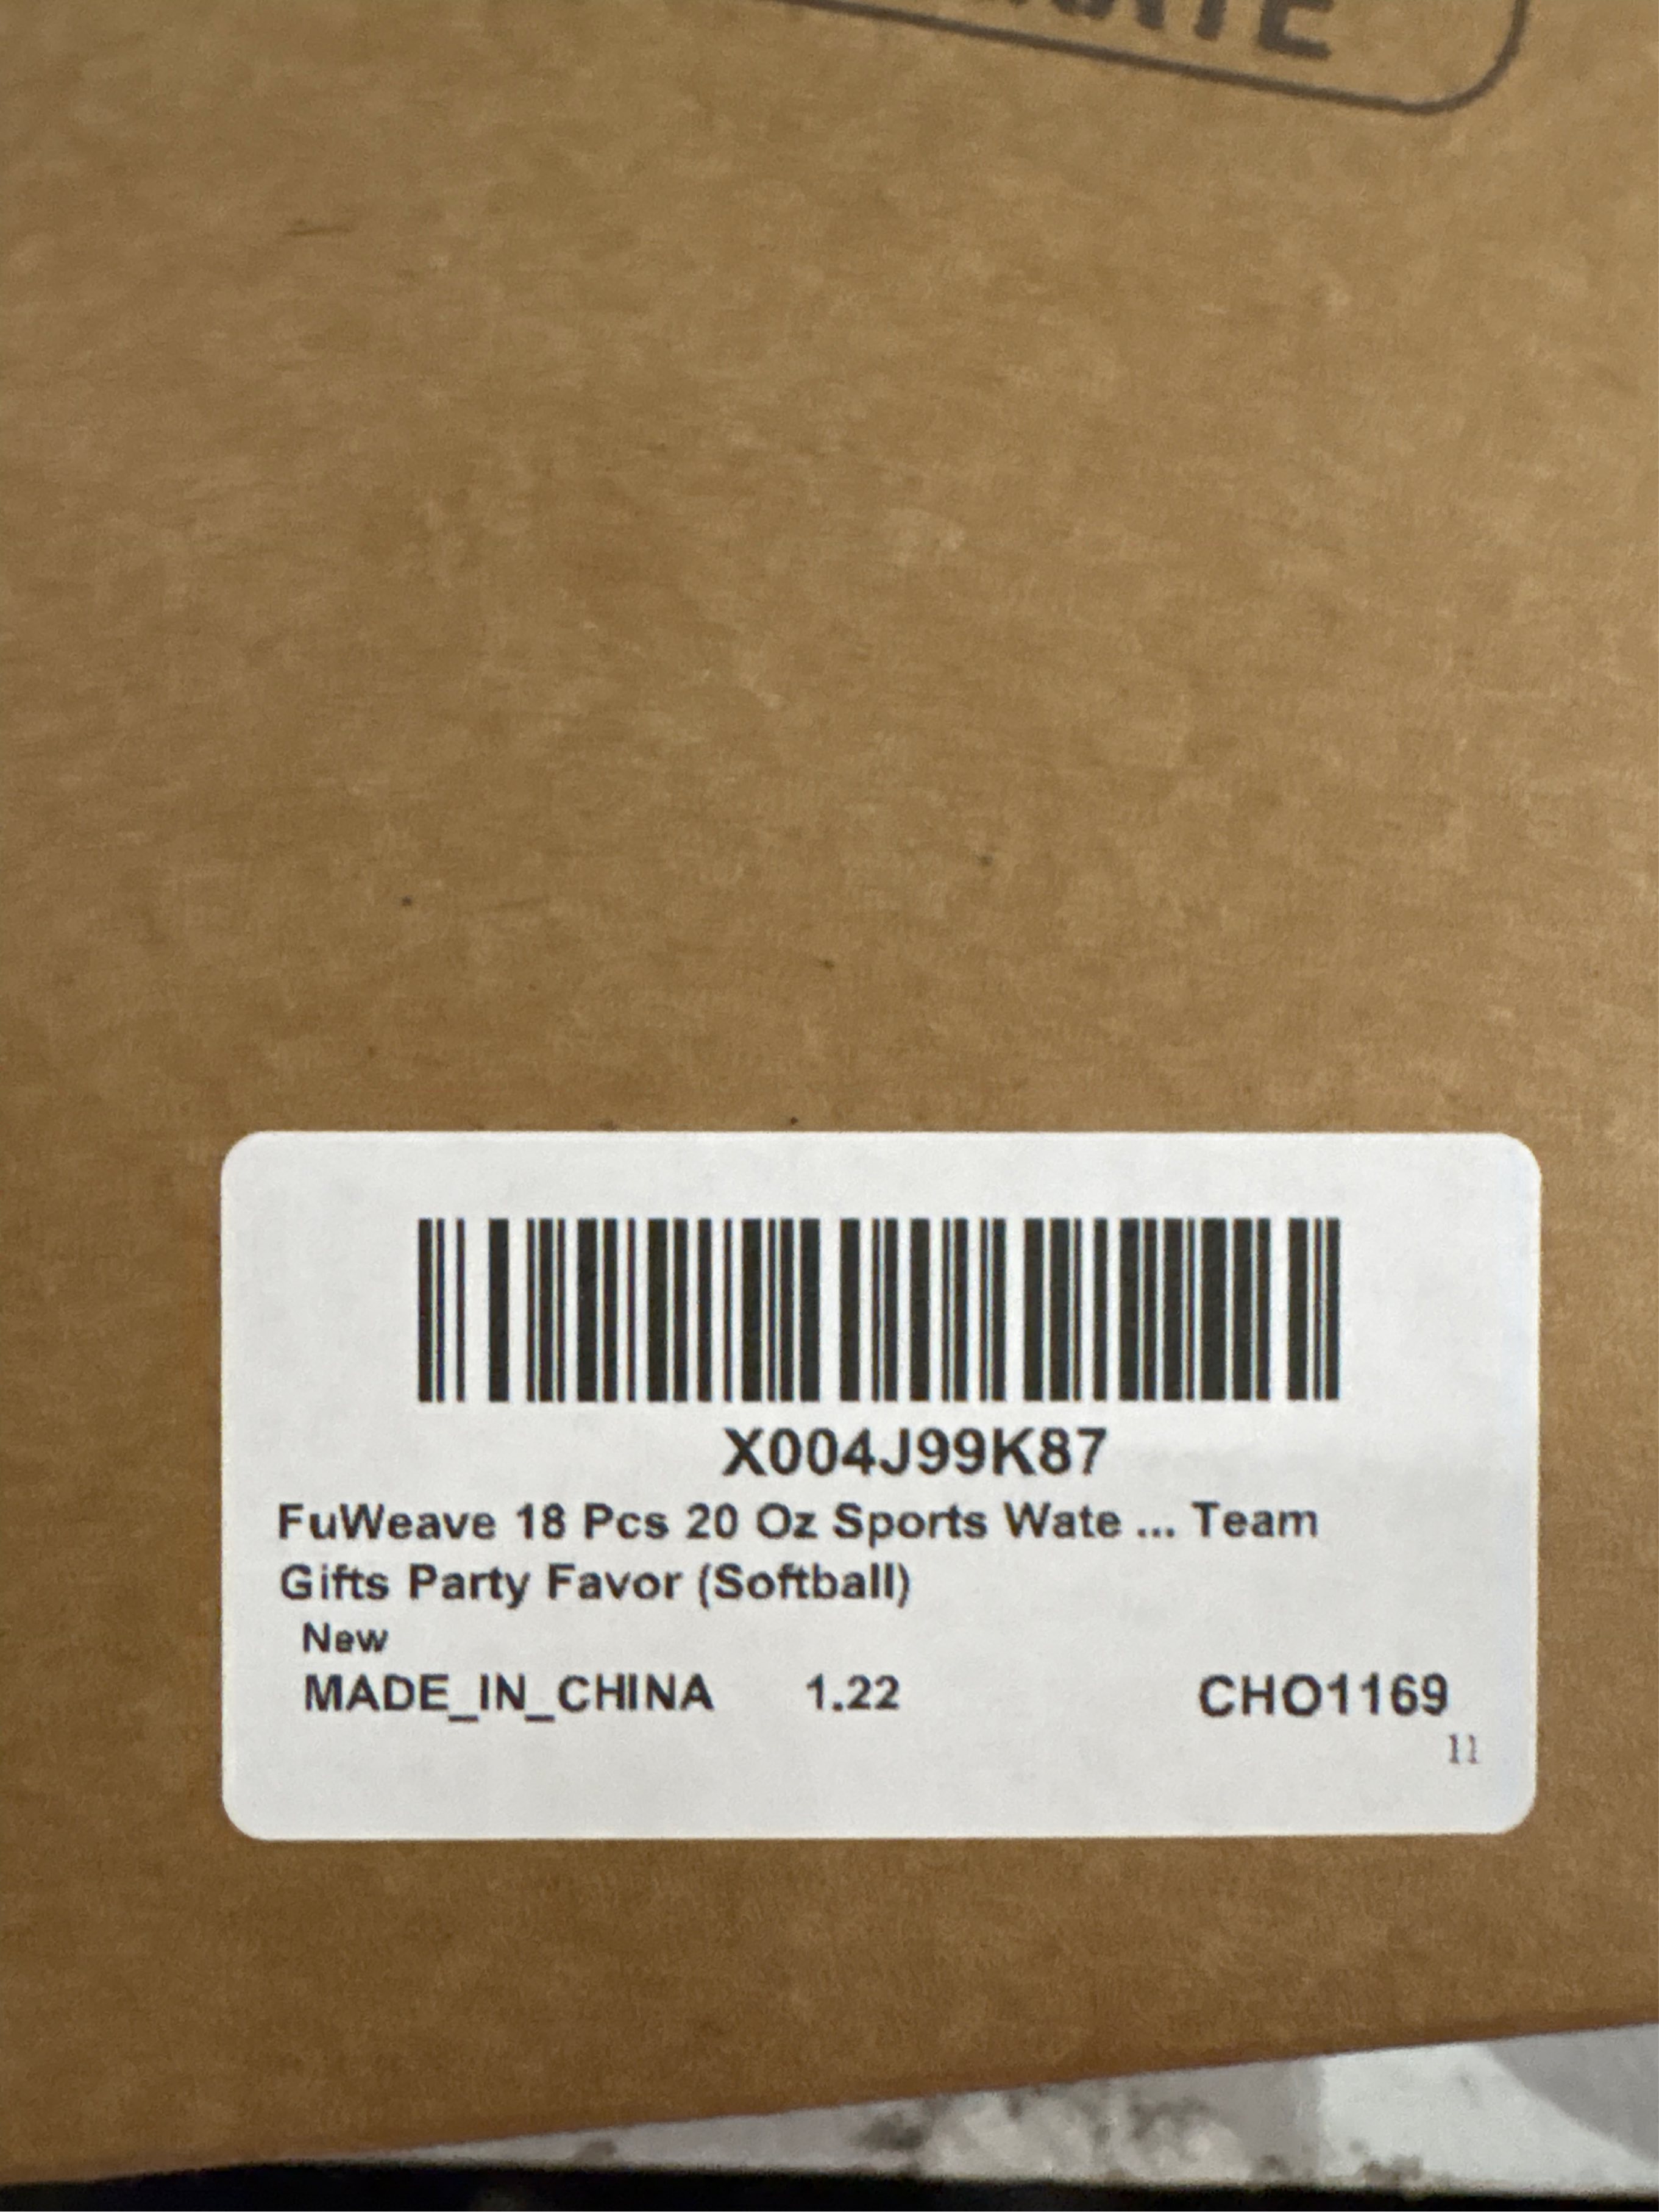 X004J99K87
FuWeave 18 Pcs 20 Oz Sports Wate ... Team
Gifts Party Favor (Softball)
New
MADE_IN_CHINA 1.22 CHO1169
11